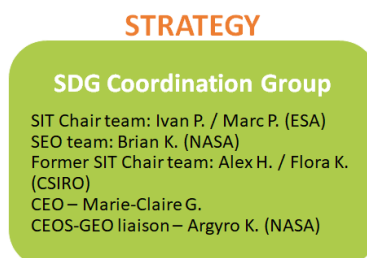 STRATEGY
SDG Coordination Group
SIT Chair team: Ivan P. / Marc P. (ESA)
SEO team: Brian K. (NASA)
Former SIT Chair team: Alex H. / Flora K.
(CSIRO)
CEO – Marie-Claire G.
CEOS-GEO liaison – Argyro K. (NASA)